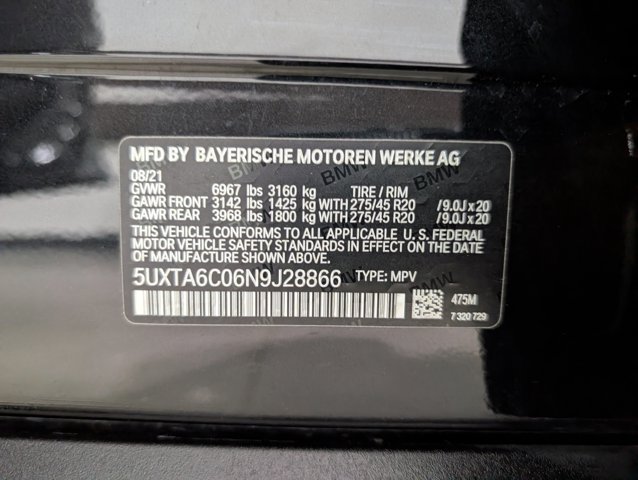 MFD BY BAYERISCHE MOTOREN WERKE AG
08/21
GVWR 6967 lbs 3160 kg TIRE / RIM
GAWR FRONT 3142 lbs 1425 kg WITH 275/45 R20 /9.0J x 20
GAWR REAR 3968 lbs 1800 kg WITH 275/45 R20 /9.0J x 20
THIS VEHICLE CONFORMS TO ALL APPLICABLE U. S. FEDERAL
MOTOR VEHICLE SAFETY STANDARDS IN EFFECT ON THE DATE OF
MANUFACTURE SHOWN ABOVE.
5UXTA6C06N9J28866 TYPE: MPV
475M
7 320 729